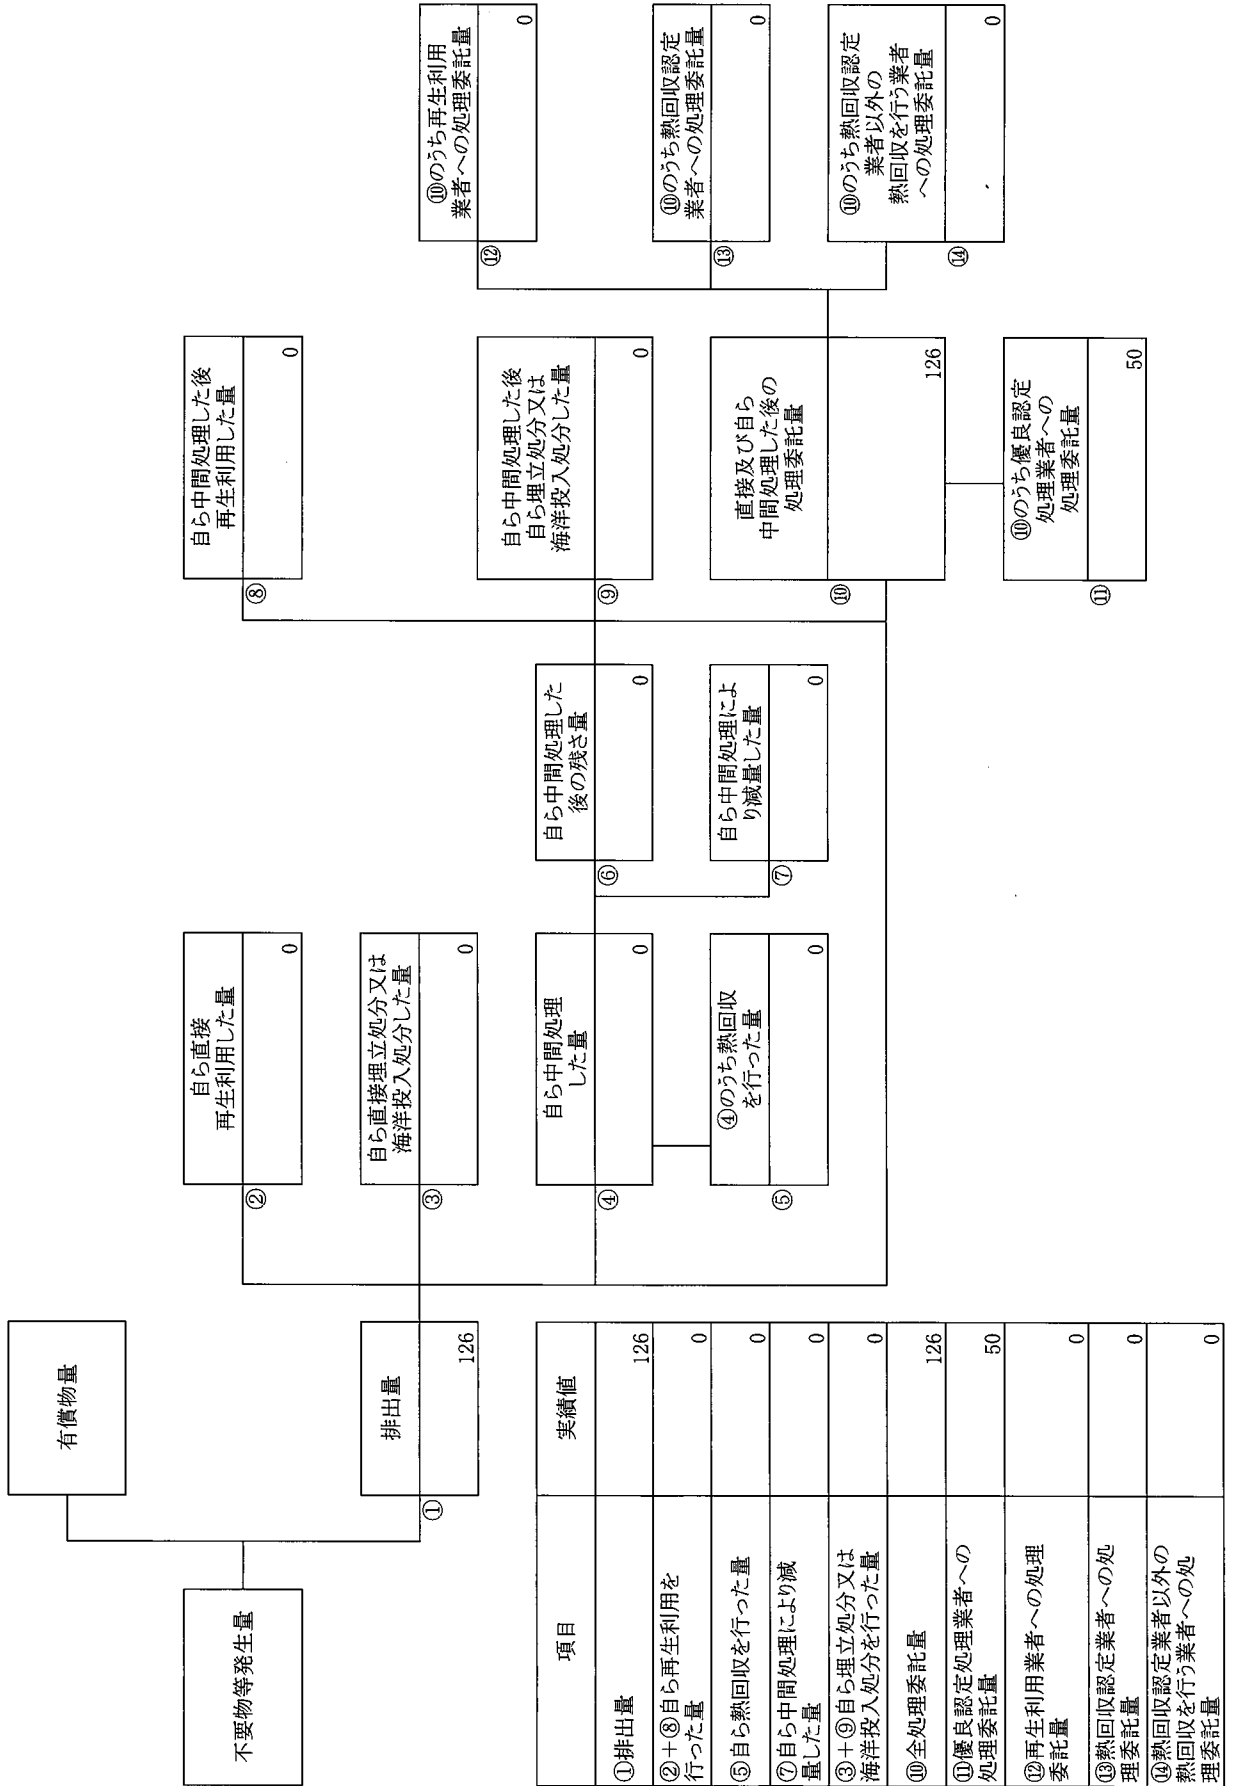 不要物等発生量
有償物量
①
排出量
126
②
自ら直接
再生利用した量
0
③
自ら直接埋立処分又は
海洋投入処分した量
0
④
自ら中間処理
した量
0
⑤
④のうち熱回収
を行った量
0
⑥
自ら中間処理した
後の残さ量
0
⑦
自ら中間処理によ
り減量した量
0
⑧
自ら中間処理した後
再生利用した量
0
⑨
自ら中間処理した後
自ら埋立処分又は
海洋投入処分した量
0
⑩
直接及び自ら
中間処理した後の
処理委託量
126
⑪
⑩のうち優良認定
処理業者への
処理委託量
50
⑫
⑩のうち再生利用
業者への処理委託量
0
⑬
⑩のうち熱回収認定
業者への処理委託量
0
⑭
⑩のうち熱回収認定
業者以外の
熱回収を行う業者
への処理委託量
0
項目 実績値
①排出量 126
②+⑧自ら再生利用を
行った量 0
⑤自ら熱回収を行った量 0
⑦自ら中間処理により減
量した量 0
③+⑨自ら埋立処分又は
海洋投入処分を行った量 0
⑩全処理委託量 126
⑪優良認定処理業者への
処理委託量 50
⑫再生利用業者への処理
委託量 0
⑬熱回収認定業者への処
理委託量 0
⑭熱回収認定業者以外の
熱回収を行う業者への処
理委託量 0